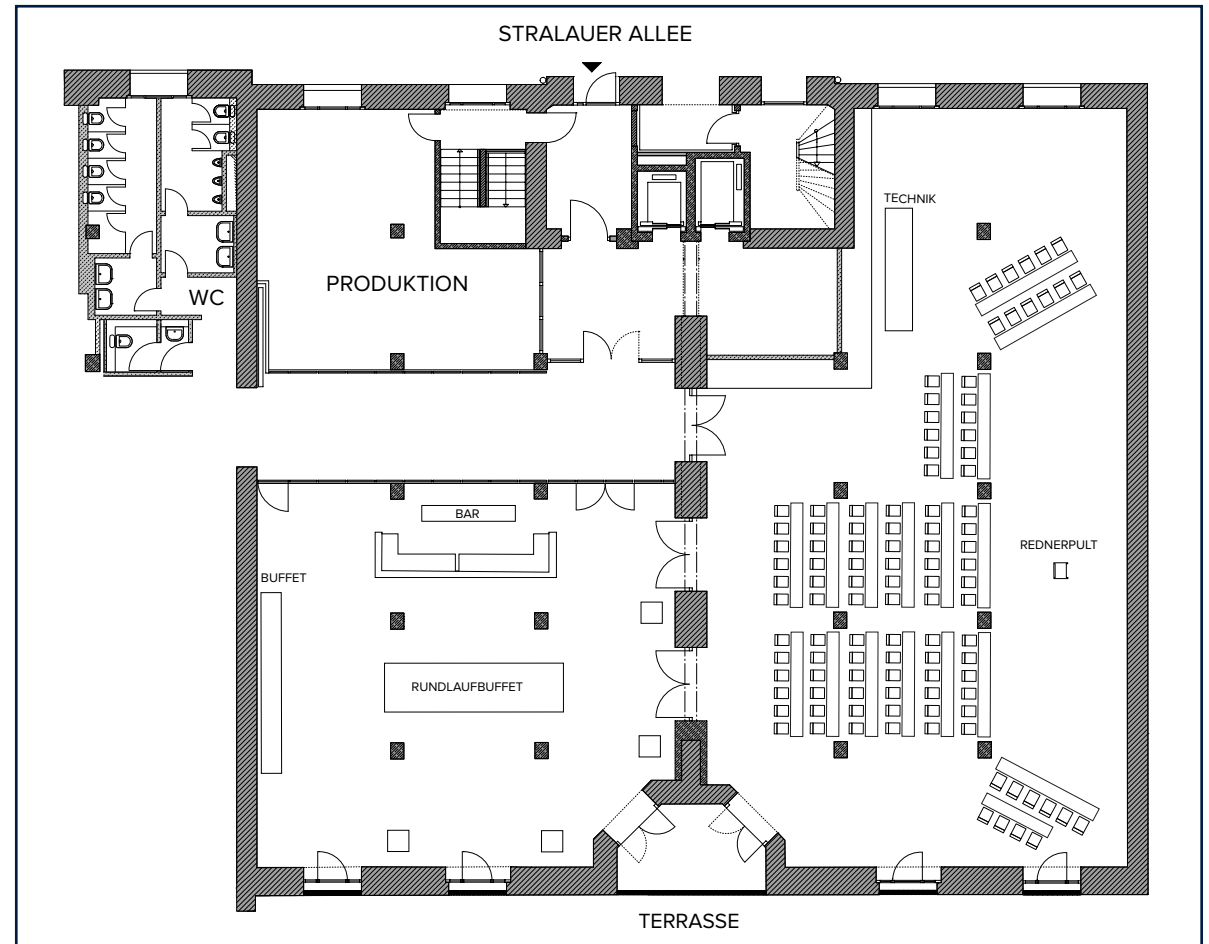 STRALAUER ALLEE
TECHNIK
PRODUKTION
WC
BAR
REDNERPULT
BUFFET
RUNDLAUFBUFFET
TERRASSE